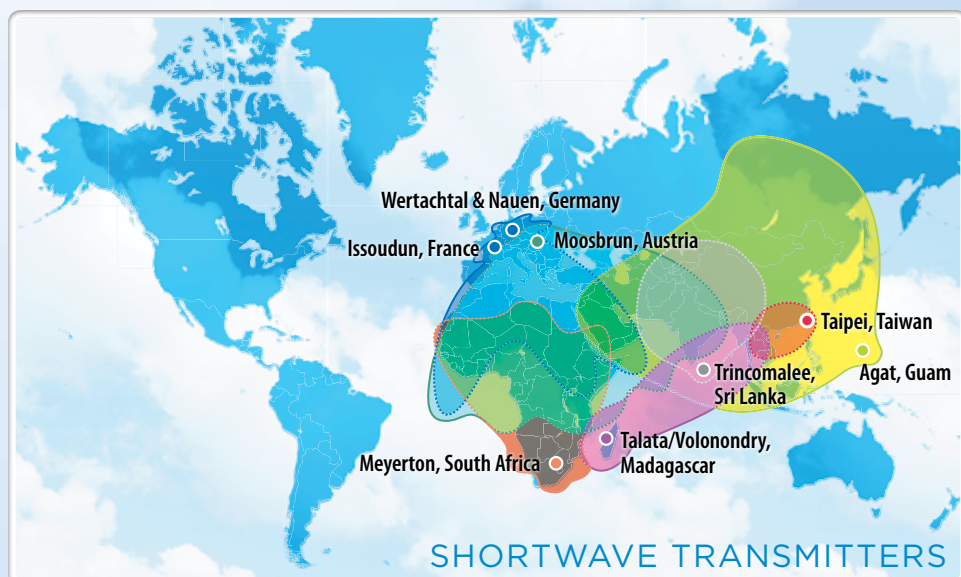 Wertachtal & Nauen, Germany
Issoudun, France
Moosbrun, Austria
Taipei, Taiwan
Agat, Guam
Trincomalee,
Sri Lanka
Talata/Volonondry,
Madagascar
Meyerton, South Africa
SHORTWAVE TRANSMITTERS